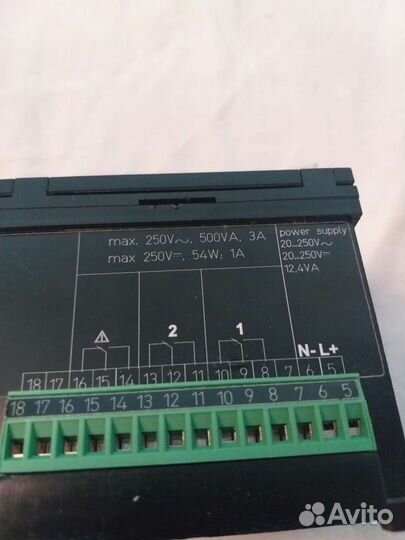 max. 250V~, 500VA, 3A
max 250V⎓, 54W; 1A
power supply
20...250V~
20...250V⎓
12,4VA
⚠ 2 1
N- L+
18 17 16 15 14 13 12 11 10 9 8 7 6 5
18 17 16 15 14 13 12 11 10 9 8 7 6 5
Avito